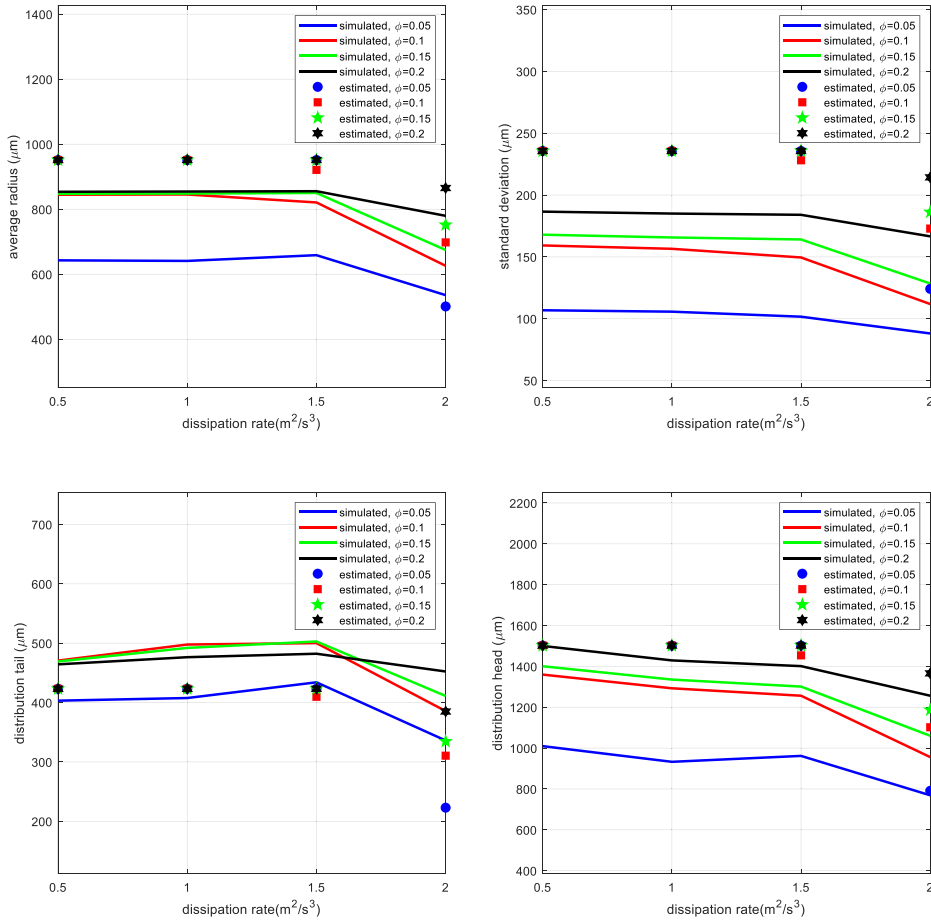 1400
1200
1000
800
600
400
0.5
1
1.5
2
average radius (μm)
dissipation rate(m²/s³)
simulated, ϕ=0.05
simulated, ϕ=0.1
simulated, ϕ=0.15
simulated, ϕ=0.2
estimated, ϕ=0.05
estimated, ϕ=0.1
estimated, ϕ=0.15
estimated, ϕ=0.2
350
300
250
200
150
100
50
0.5
1
1.5
2
standard deviation (μm)
dissipation rate(m²/s³)
simulated, ϕ=0.05
simulated, ϕ=0.1
simulated, ϕ=0.15
simulated, ϕ=0.2
estimated, ϕ=0.05
estimated, ϕ=0.1
estimated, ϕ=0.15
estimated, ϕ=0.2
700
600
500
400
300
200
0.5
1
1.5
2
distribution tail (μm)
dissipation rate(m²/s³)
simulated, ϕ=0.05
simulated, ϕ=0.1
simulated, ϕ=0.15
simulated, ϕ=0.2
estimated, ϕ=0.05
estimated, ϕ=0.1
estimated, ϕ=0.15
estimated, ϕ=0.2
2200
2000
1800
1600
1400
1200
1000
800
600
400
0.5
1
1.5
2
distribution head (μm)
dissipation rate(m²/s³)
simulated, ϕ=0.05
simulated, ϕ=0.1
simulated, ϕ=0.15
simulated, ϕ=0.2
estimated, ϕ=0.05
estimated, ϕ=0.1
estimated, ϕ=0.15
estimated, ϕ=0.2